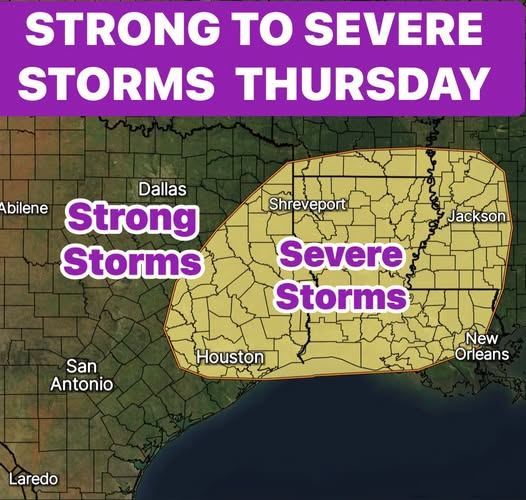 STRONG TO SEVERE
STORMS THURSDAY
Dallas
Abilene
Strong
Storms
Shreveport
Jackson
Severe
Storms
Houston
New
Orleans
San
Antonio
Laredo